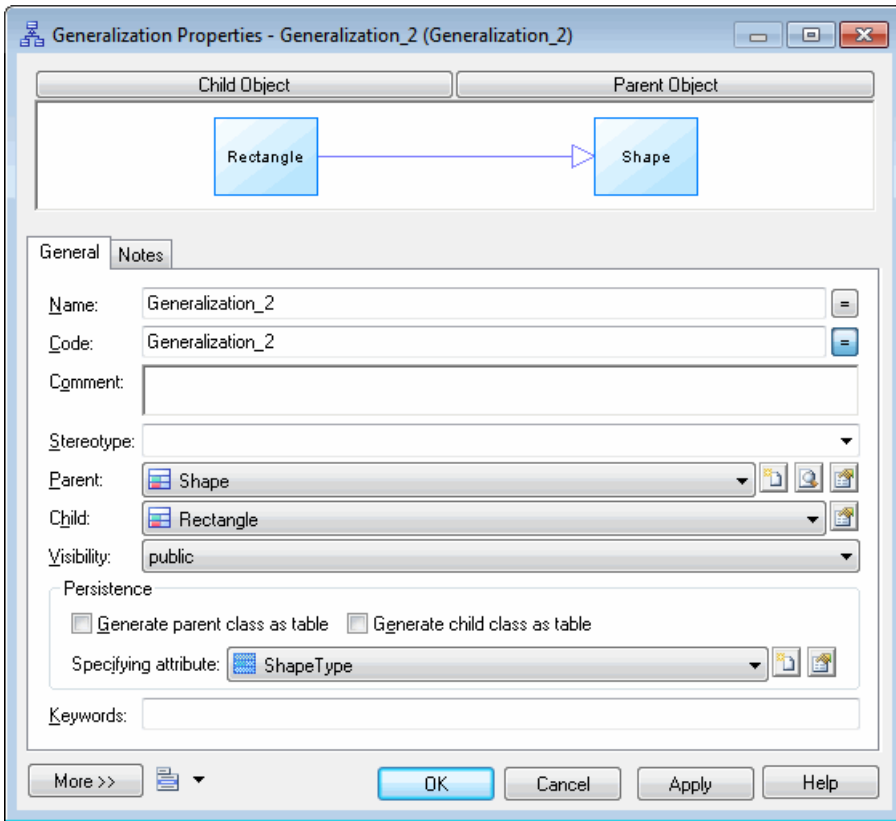 Generalization Properties - Generalization_2 (Generalization_2)
Child Object Parent Object
Rectangle Shape
General Notes
Name: Generalization_2 =
Code: Generalization_2 =
Comment:
Stereotype:
Parent: Shape
Child: Rectangle
Visibility: public
Persistence
Generate parent class as table Generate child class as table
Specifying attribute: ShapeType
Keywords:
More >> OK Cancel Apply Help